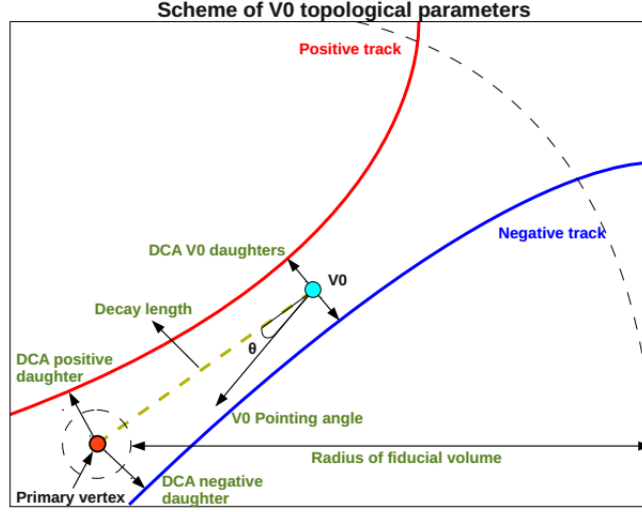 Scheme of V0 topological parameters
Positive track
Negative track
DCA V0 daughters
V0
Decay length
θ
DCA positive
daughter
V0 Pointing angle
Radius of fiducial volume
DCA negative
daughter
Primary vertex